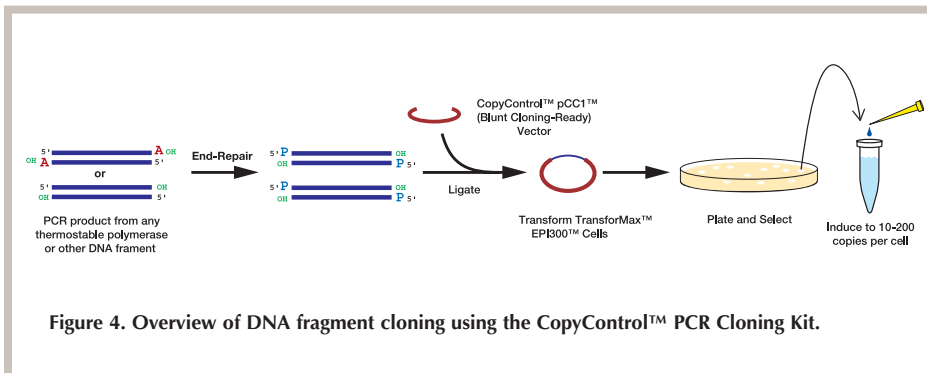 CopyControl™ pCC1™
(Blunt Cloning-Ready)
Vector
5' A OH
OH A 5'
or
5' OH
OH 5'
End-Repair
5' P OH
OH P 5'
5' P OH
OH P 5'
Ligate
PCR product from any
thermostable polymerase
or other DNA frament
Transform TransforMax™
EPI300™ Cells
Plate and Select
Induce to 10-200
copies per cell
Figure 4. Overview of DNA fragment cloning using the CopyControl™ PCR Cloning Kit.